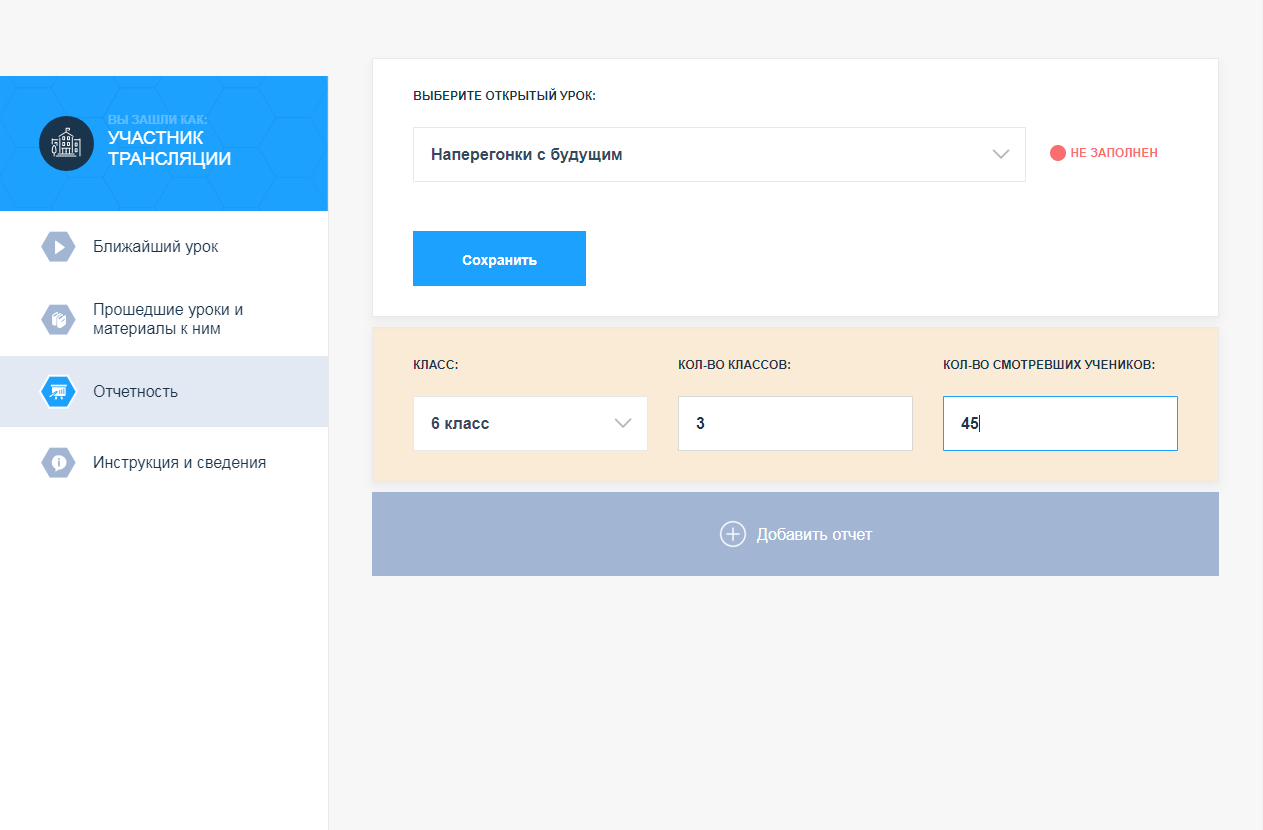 ВЫ ЗАШЛИ КАК:
УЧАСТНИК
ТРАНСЛЯЦИИ
Ближайший урок
Прошедшие уроки и
материалы к ним
Отчетность
Инструкция и сведения
ВЫБЕРИТЕ ОТКРЫТЫЙ УРОК:
Наперегонки с будущим
НЕ ЗАПОЛНЕН
Сохранить
КЛАСС:
КОЛ-ВО КЛАССОВ:
КОЛ-ВО СМОТРЕВШИХ УЧЕНИКОВ:
6 класс
3
45
Добавить отчет